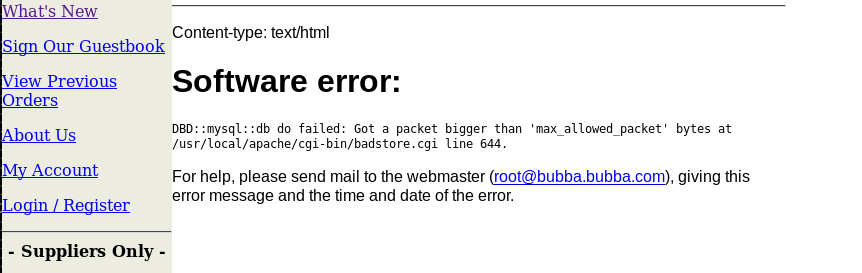 What's New
Sign Our Guestbook
View Previous
Orders
About Us
My Account
Login / Register
- Suppliers Only -
Content-type: text/html
Software error:
DBD::mysql::db do failed: Got a packet bigger than 'max_allowed_packet' bytes at
/usr/local/apache/cgi-bin/badstore.cgi line 644.
For help, please send mail to the webmaster (root@bubba.bubba.com), giving this
error message and the time and date of the error.